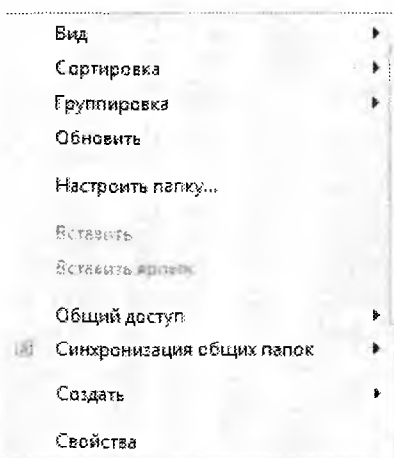 Вид
Сортировка
Группировка
Обновить
Настроить папку...
Вставить
Вставить ярлык
Общий доступ
Синхронизация общих папок
Создать
Свойства